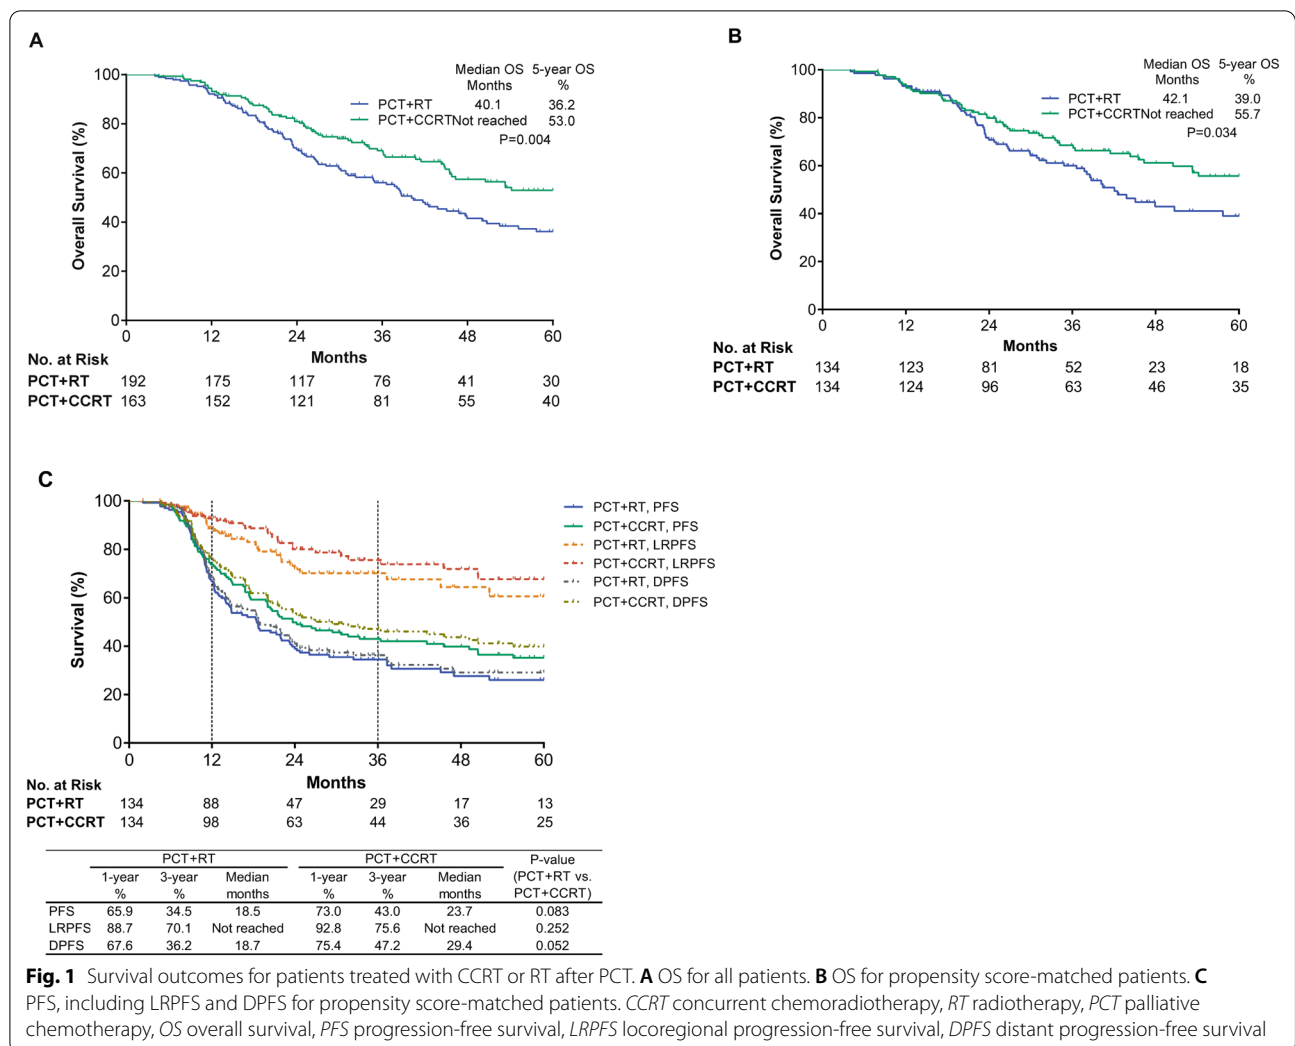 A
Median OS 5-year OS
Months %
PCT+RT 40.1 36.2
PCT+CCRT Not reached 53.0
P=0.004
Overall Survival (%)
100
80
60
40
20
0
0 12 24 36 48 60
Months
No. at Risk
PCT+RT 192 175 117 76 41 30
PCT+CCRT 163 152 121 81 55 40
B
Median OS 5-year OS
Months %
PCT+RT 42.1 39.0
PCT+CCRT Not reached 55.7
P=0.034
Overall Survival (%)
100
80
60
40
20
0
0 12 24 36 48 60
Months
No. at Risk
PCT+RT 134 123 81 52 23 18
PCT+CCRT 134 124 96 63 46 35
C
Survival (%)
100
80
60
40
20
0
0 12 24 36 48 60
Months
PCT+RT, PFS
PCT+CCRT, PFS
PCT+RT, LRPFS
PCT+CCRT, LRPFS
PCT+RT, DPFS
PCT+CCRT, DPFS
No. at Risk
PCT+RT 134 88 47 29 17 13
PCT+CCRT 134 98 63 44 36 25
PCT+RT PCT+CCRT P-value
1-year 3-year Median 1-year 3-year Median (PCT+RT vs.
% % months % % months PCT+CCRT)
PFS 65.9 34.5 18.5 73.0 43.0 23.7 0.083
LRPFS 88.7 70.1 Not reached 92.8 75.6 Not reached 0.252
DPFS 67.6 36.2 18.7 75.4 47.2 29.4 0.052
Fig. 1 Survival outcomes for patients treated with CCRT or RT after PCT. A OS for all patients. B OS for propensity score-matched patients. C
PFS, including LRPFS and DPFS for propensity score-matched patients. CCRT concurrent chemoradiotherapy, RT radiotherapy, PCT palliative
chemotherapy, OS overall survival, PFS progression-free survival, LRPFS locoregional progression-free survival, DPFS distant progression-free survival